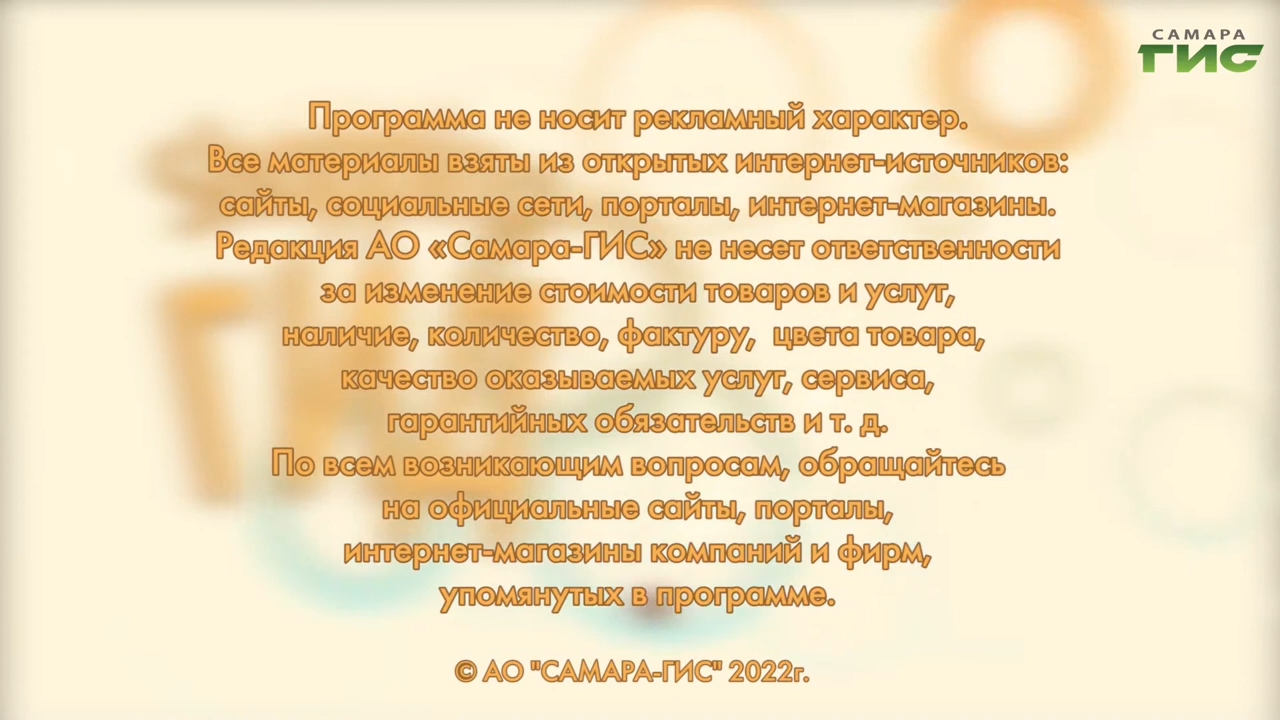 САМАРА
ГИС
Программа не носит рекламный характер.
Все материалы взяты из открытых интернет-источников:
сайты, социальные сети, порталы, интернет-магазины.
Редакция АО «Самара-ГИС» не несет ответственности
за изменение стоимости товаров и услуг,
наличие, количество, фактуру, цвета товара,
качество оказываемых услуг, сервиса,
гарантийных обязательств и т. д.
По всем возникающим вопросам, обращайтесь
на официальные сайты, порталы,
интернет-магазины компаний и фирм,
упомянутых в программе.
© АО "САМАРА-ГИС" 2022г.